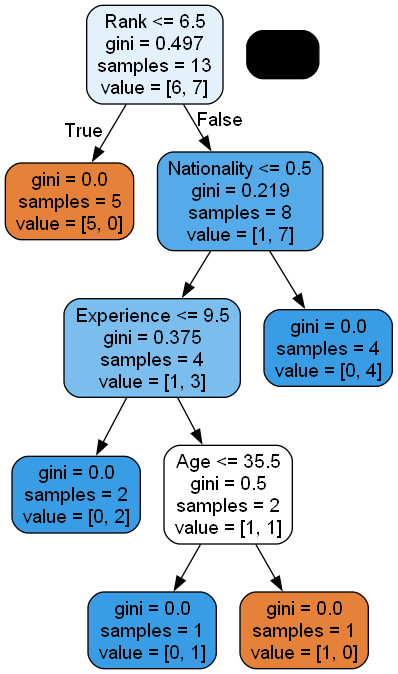 Rank <= 6.5
gini = 0.497
samples = 13
value = [6, 7]
True
False
gini = 0.0
samples = 5
value = [5, 0]
Nationality <= 0.5
gini = 0.219
samples = 8
value = [1, 7]
Experience <= 9.5
gini = 0.375
samples = 4
value = [1, 3]
gini = 0.0
samples = 4
value = [0, 4]
gini = 0.0
samples = 2
value = [0, 2]
Age <= 35.5
gini = 0.5
samples = 2
value = [1, 1]
gini = 0.0
samples = 1
value = [0, 1]
gini = 0.0
samples = 1
value = [1, 0]